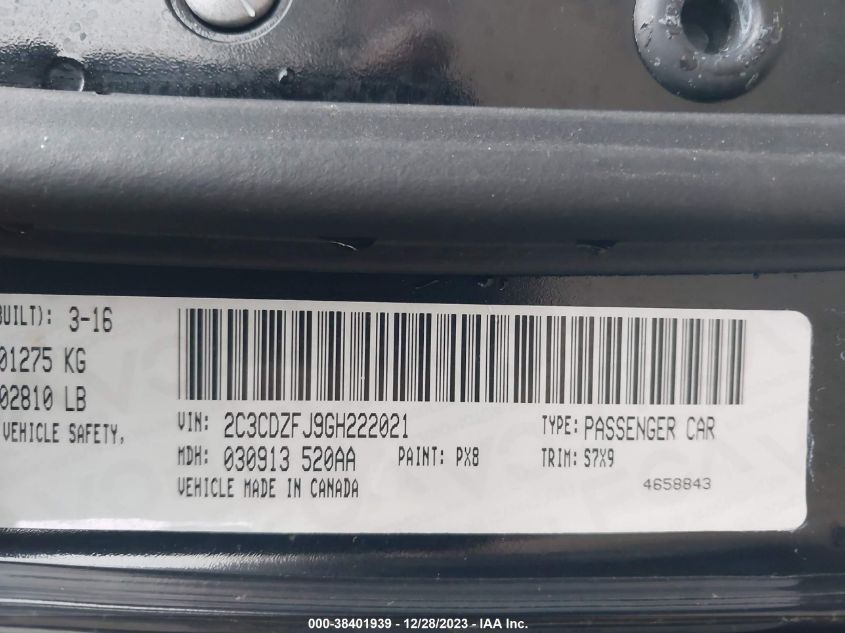 BUILT): 3-16
01275 KG
02810 LB
VEHICLE SAFETY,
VIN: 2C3CDZFJ9GH222021 TYPE: PASSENGER CAR
MDH: 030913 520AA PAINT: PX8 TRIM: S7X9
VEHICLE MADE IN CANADA 4658843
000-38401939 - 12/28/2023 - IAA Inc.